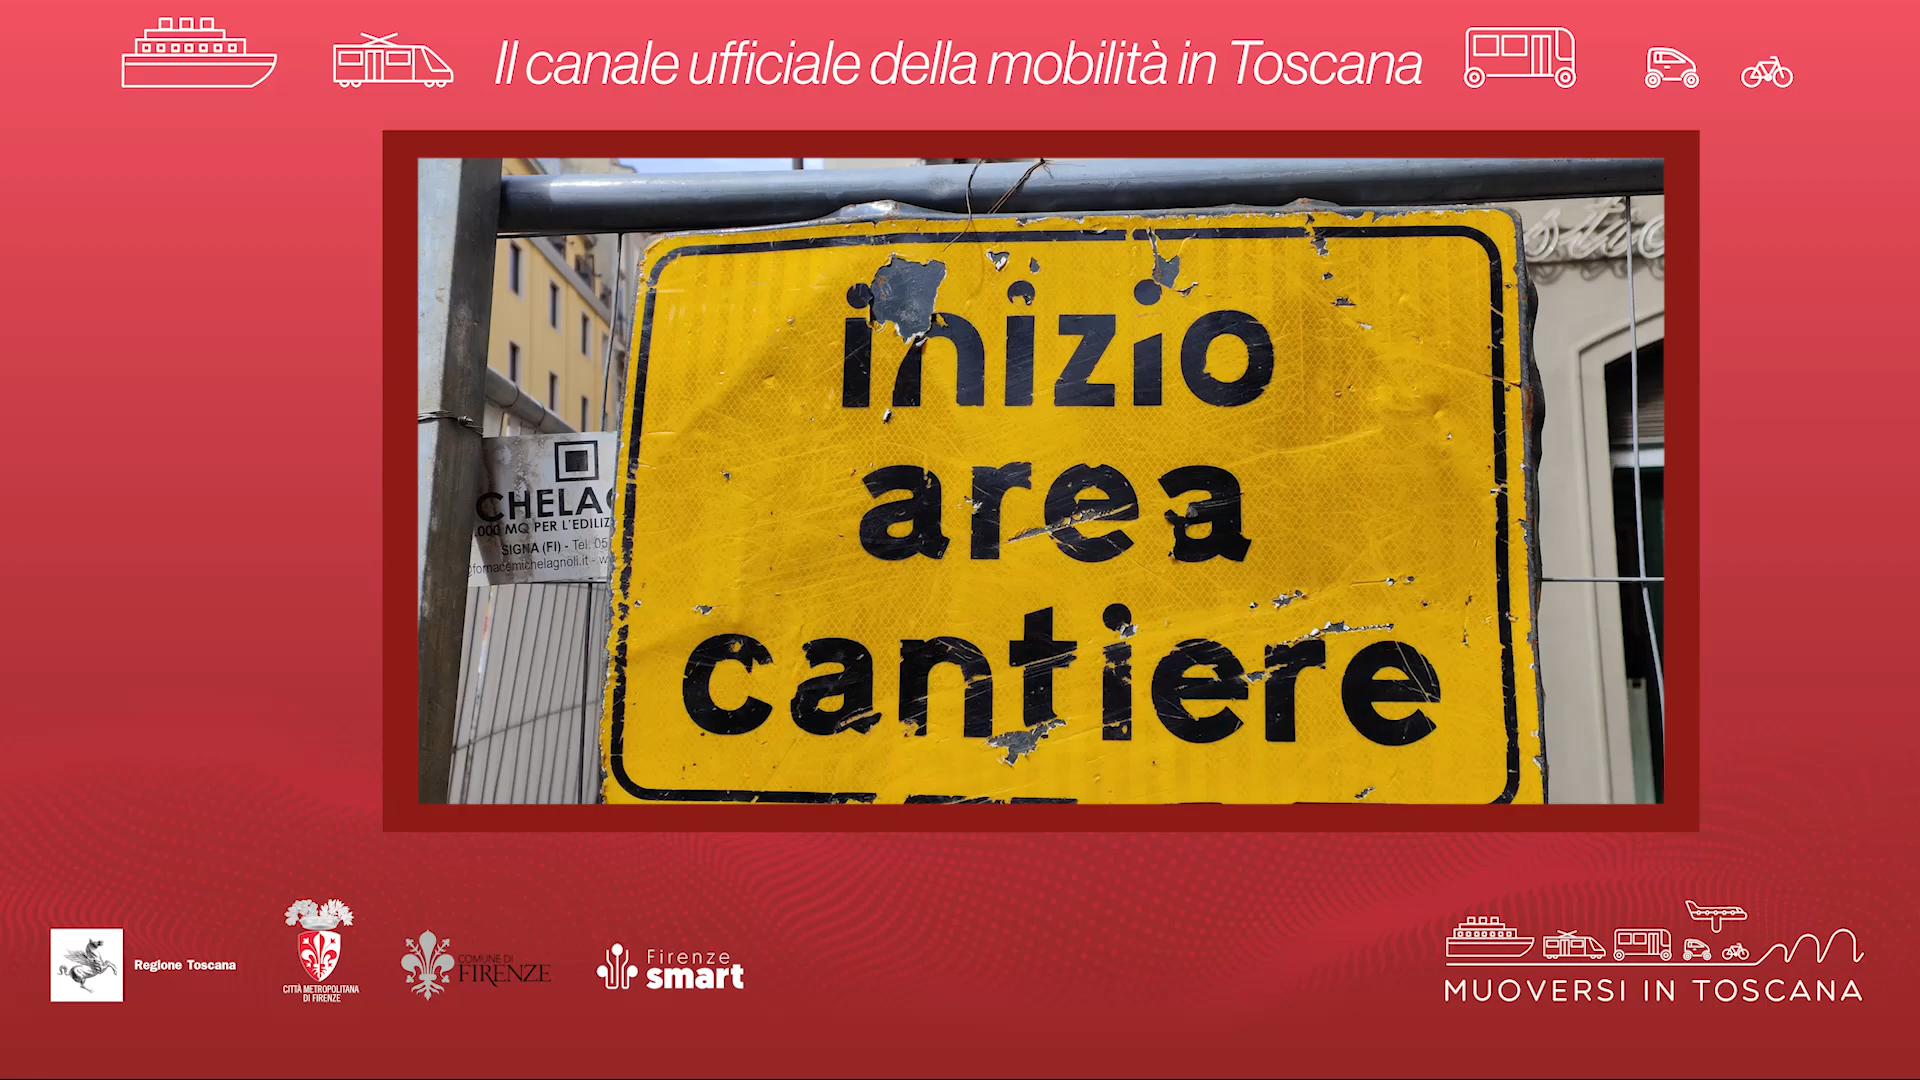 Il canale ufficiale della mobilità in Toscana
inizio
area
cantiere
CHELA
MQ PER L'EDILIZ
SIGNA (FI) - Tel. 05
@fornacemichelagnoli.it - w
Regione Toscana
CITTÀ METROPOLITANA
DI FIRENZE
COMUNE DI
FIRENZE
Firenze
smart
MUOVERSI IN TOSCANA